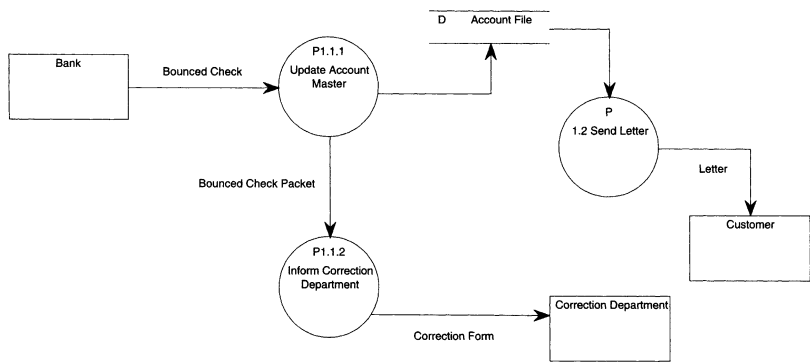 D Account File
P1.1.1
Update Account
Master
Bank
Bounced Check
P
1.2 Send Letter
Letter
Bounced Check Packet
Customer
P1.1.2
Inform Correction
Department
Correction Department
Correction Form